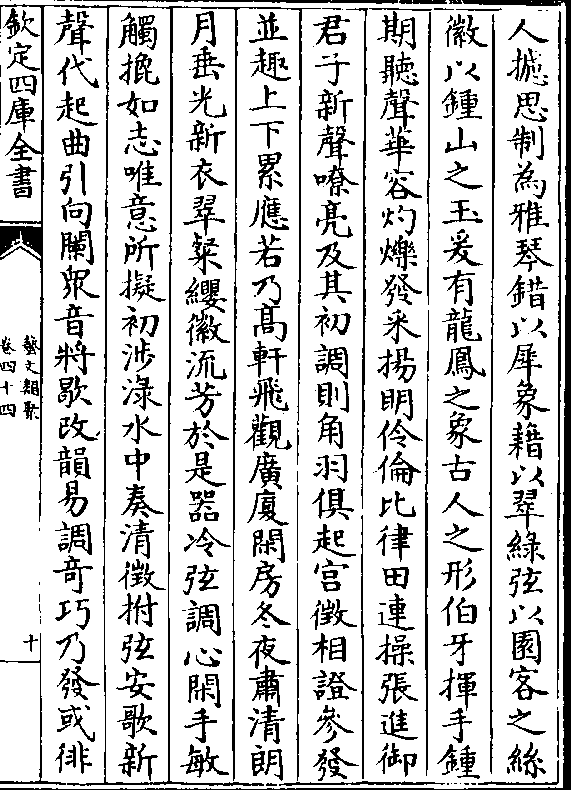 人攄思制為雅琴錯以犀象藉以翠綠弦以園客之絲
徽以鍾山之玉爰有龍鳳之象古人之形伯牙揮手鍾
期聽聲華容灼爍發采揚明伶倫比律田連操張進御
君子新聲嘹亮及其初調則角羽俱起宫徵相證參發
並趣上下累應若乃髙軒飛觀廣廈閑房冬夜肅清朗
月垂光新衣翠粲纓徽流芳於是器冷弦調心閑手敏
觸㧘如志唯意所擬初涉淥水中奏清徵拊弦安歌新
聲代起曲引向闌衆音將歇改韻易調竒巧乃發或徘
欽定四庫全書
藝文類聚
卷四十四
十